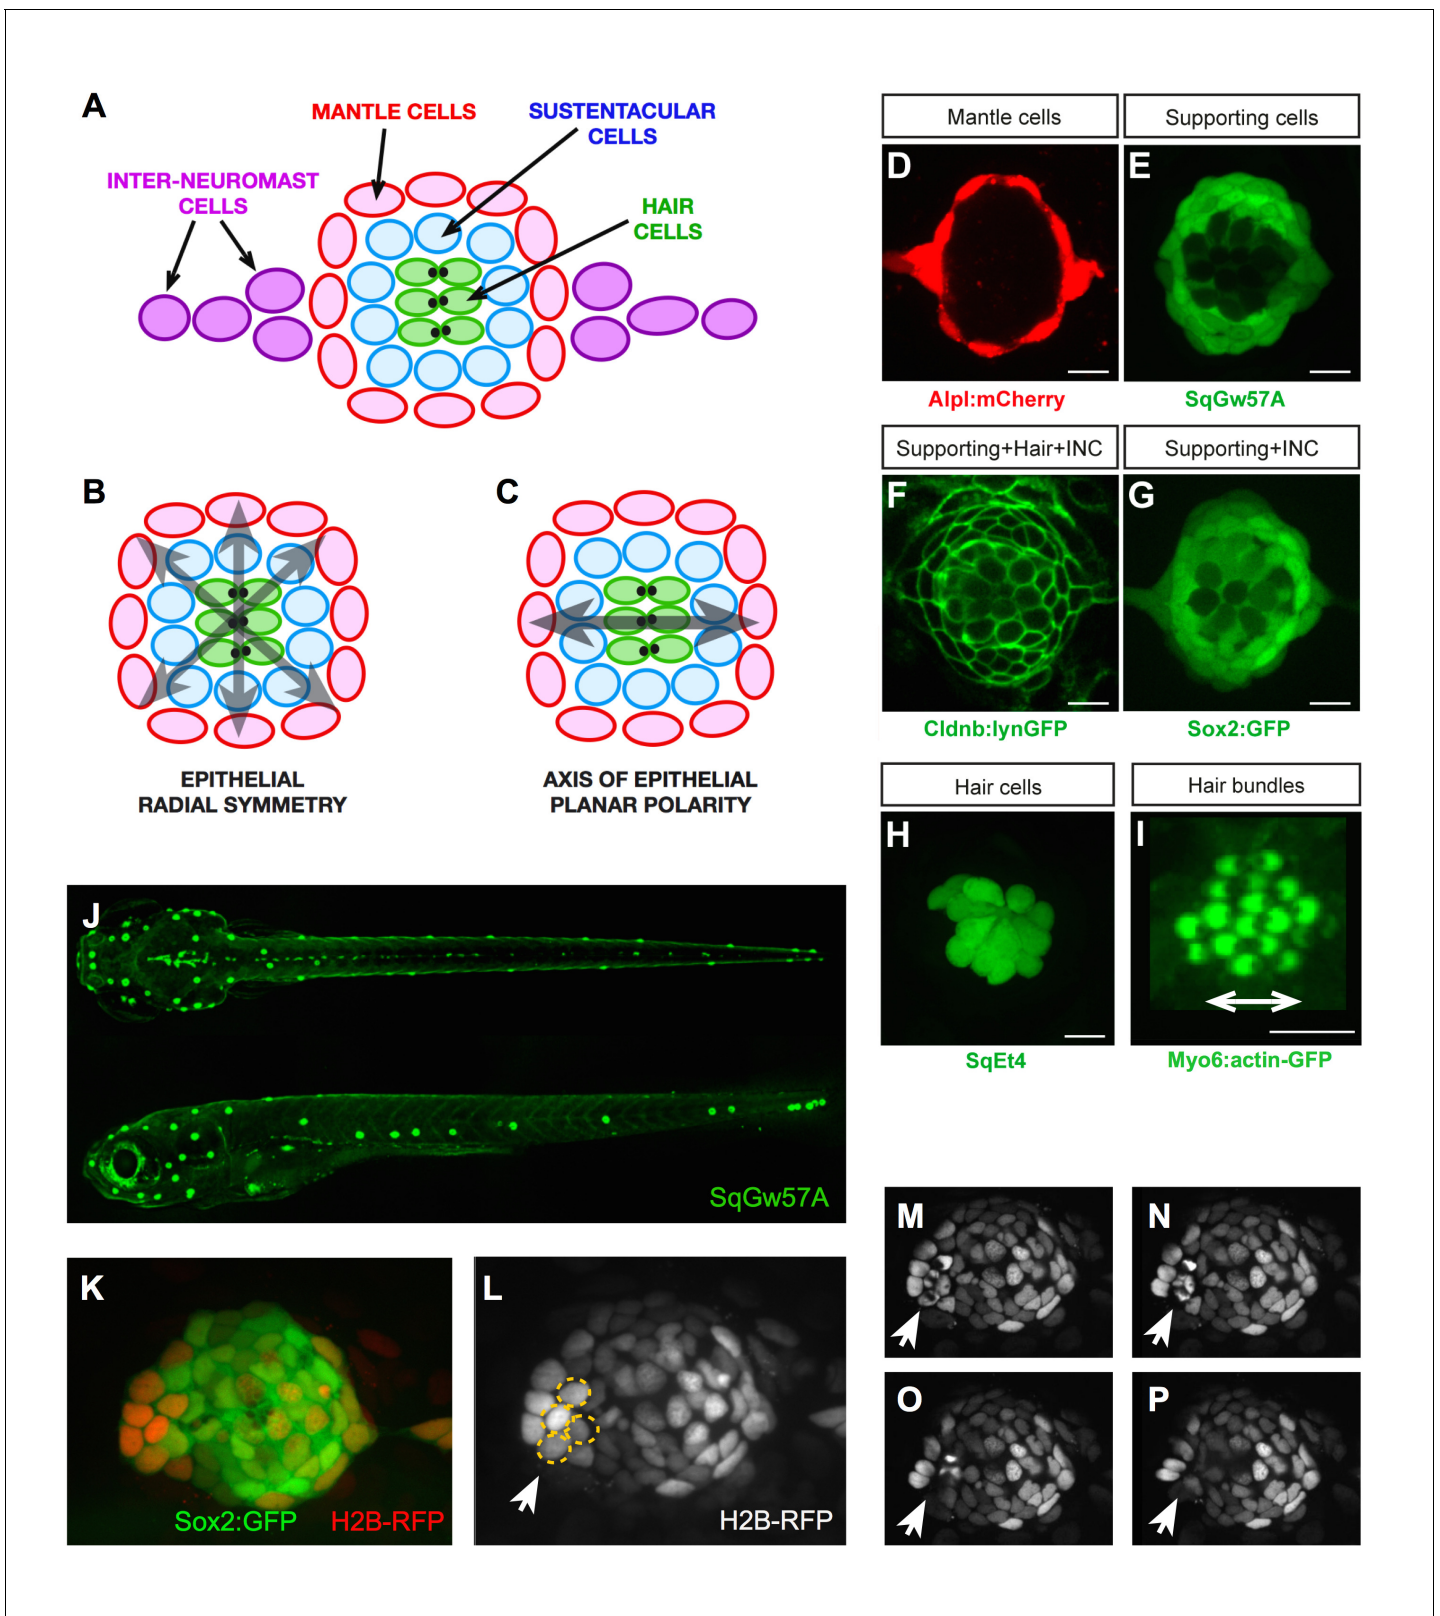 A
MANTLE CELLS
SUSTENTACULAR
CELLS
INTER-NEUROMAST
CELLS
HAIR
CELLS
B
C
EPITHELIAL
RADIAL SYMMETRY
AXIS OF EPITHELIAL
PLANAR POLARITY
Mantle cells
Supporting cells
D
E
Alpl:mCherry
SqGw57A
Supporting+Hair+INC
Supporting+INC
F
G
Cldnb:lynGFP
Sox2:GFP
Hair cells
Hair bundles
H
I
SqEt4
Myo6:actin-GFP
J
SqGw57A
K
Sox2:GFP
H2B-RFP
L
H2B-RFP
M
N
O
P